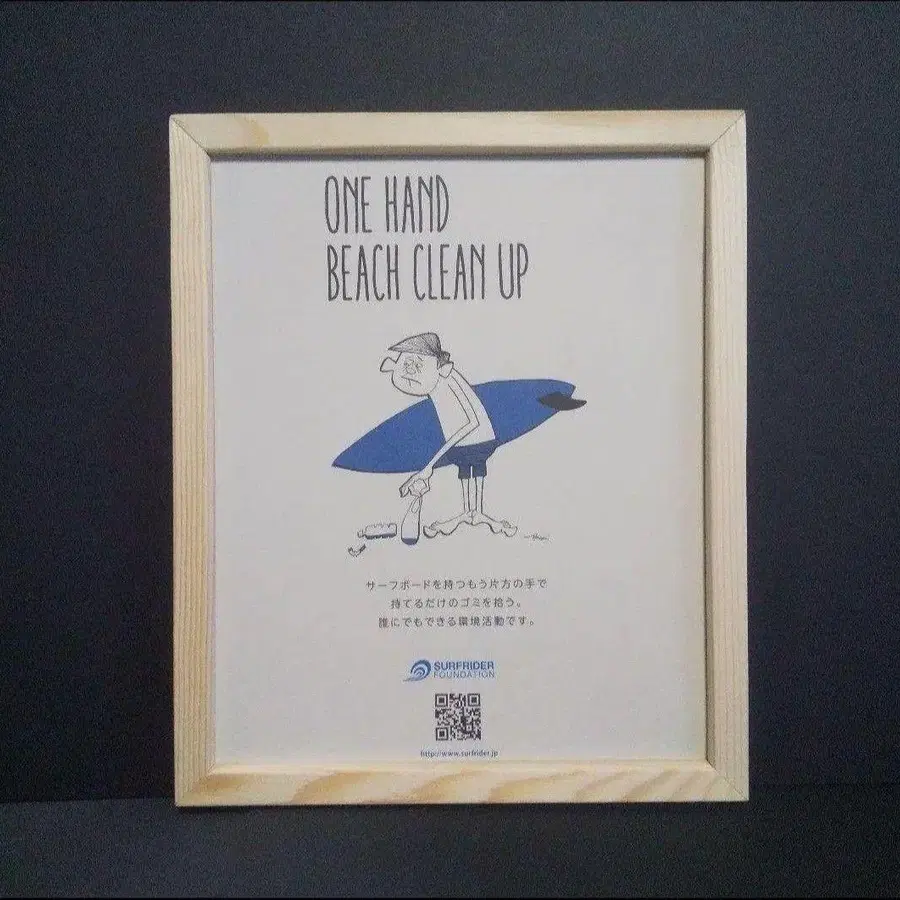 ONE HAND
BEACH CLEAN UP
サーフボードを持つもう片方の手で
持てるだけのゴミを拾う。
誰にでもできる環境活動です。
SURFRIDER
FOUNDATION
http://www.surfrider.jp